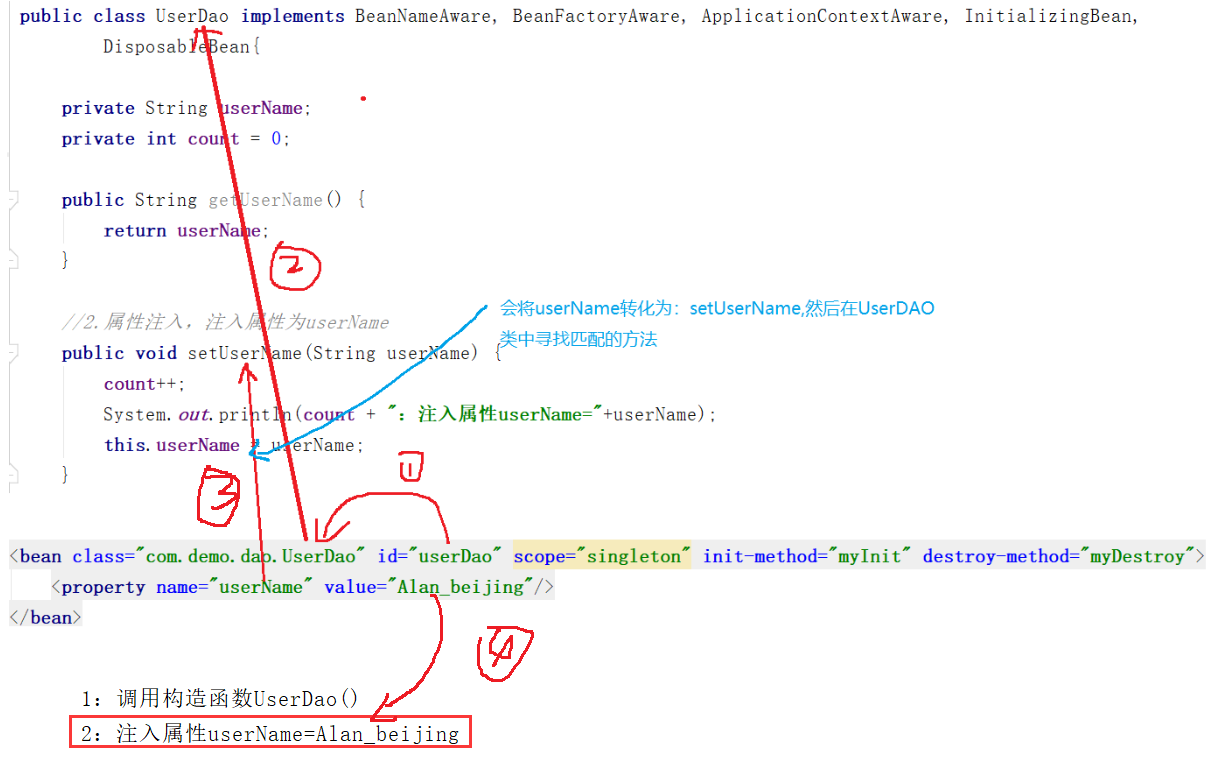 public class UserDao implements BeanNameAware, BeanFactoryAware, ApplicationContextAware, InitializingBean,
DisposableBean{
private String userName;
private int count = 0;
public String getUserName() {
return userName;
}
②
//2.属性注入，注入属性为userName
会将userName转化为：setUserName,然后在UserDAO
类中寻找匹配的方法
public void setUserName(String userName) {
count++;
System.out.println(count + "：注入属性userName="+userName);
this.userName = userName;
}
①
③
<bean class="com.demo.dao.UserDao" id="userDao" scope="singleton" init-method="myInit" destroy-method="myDestroy">
<property name="userName" value="Alan_beijing"/>
</bean>
④
1：调用构造函数UserDao()
2：注入属性userName=Alan_beijing